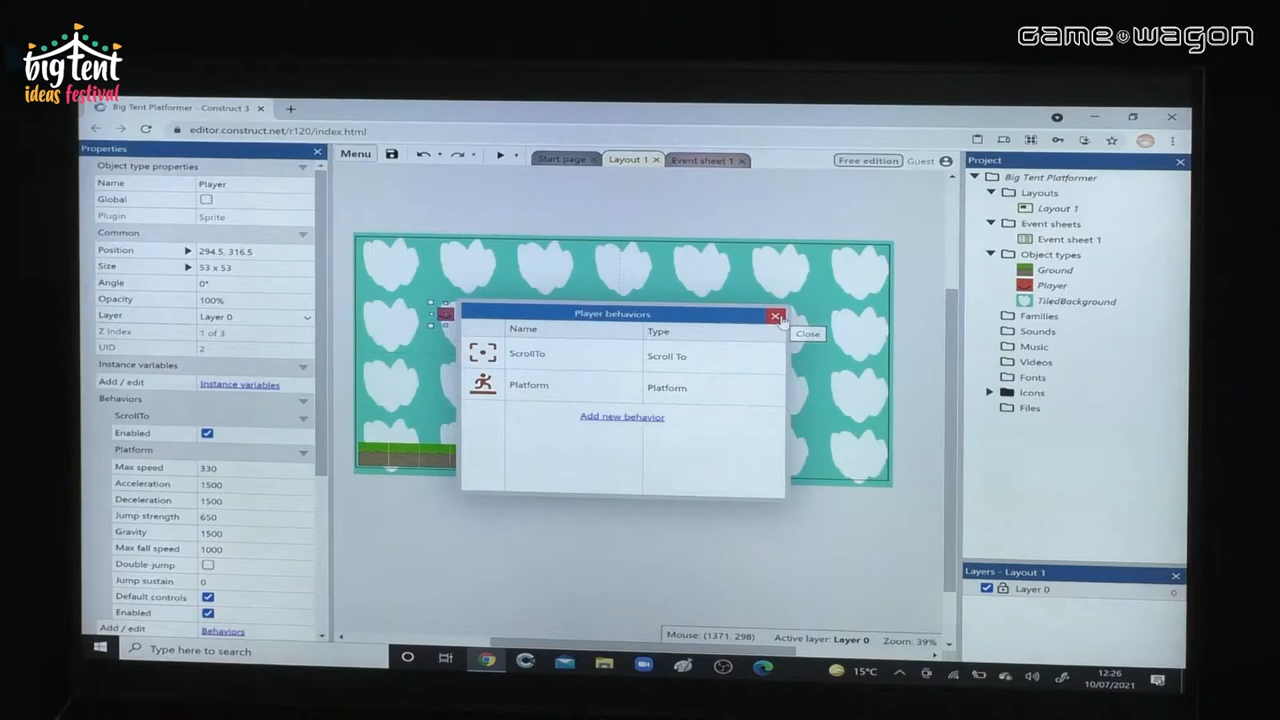 big tent
ideas festival
game wagon
Big Tent Platformer - Construct 3
editor.construct.net/r120/index.html
Properties
Object type properties
Name Player
Global
Plugin Sprite
Common
Position 294.5, 316.5
Size 53 x 53
Angle 0°
Opacity 100%
Layer Layer 0
Z index 1 of 3
UID 2
Instance variables
Add / edit Instance variables
Behaviors
ScrollTo
Enabled
Platform
Max speed 330
Acceleration 1500
Deceleration 1500
Jump strength 650
Gravity 1500
Max fall speed 1000
Double-jump
Jump sustain 0
Default controls
Enabled
Add / edit Behaviors
Menu
Start page
Layout 1
Event sheet 1
Free edition
Guest
Player behaviors
Name Type
ScrollTo Scroll To
Platform Platform
Add new behavior
Close
Mouse: (1371, 298) Active layer: Layer 0 Zoom: 39%
Project
Big Tent Platformer
Layouts
Layout 1
Event sheets
Event sheet 1
Object types
Ground
Player
TiledBackground
Families
Sounds
Music
Videos
Fonts
Icons
Files
Layers - Layout 1
Layer 0 0
Type here to search
15°C
12:26
10/07/2021